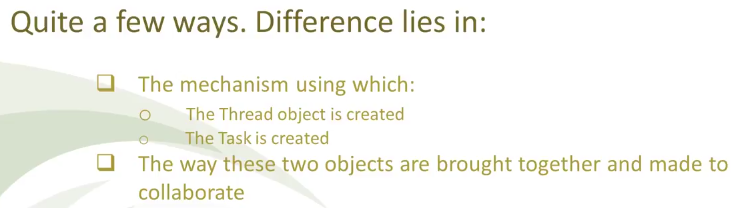 Quite a few ways. Difference lies in:
The mechanism using which:
The Thread object is created
The Task is created
The way these two objects are brought together and made to
collaborate